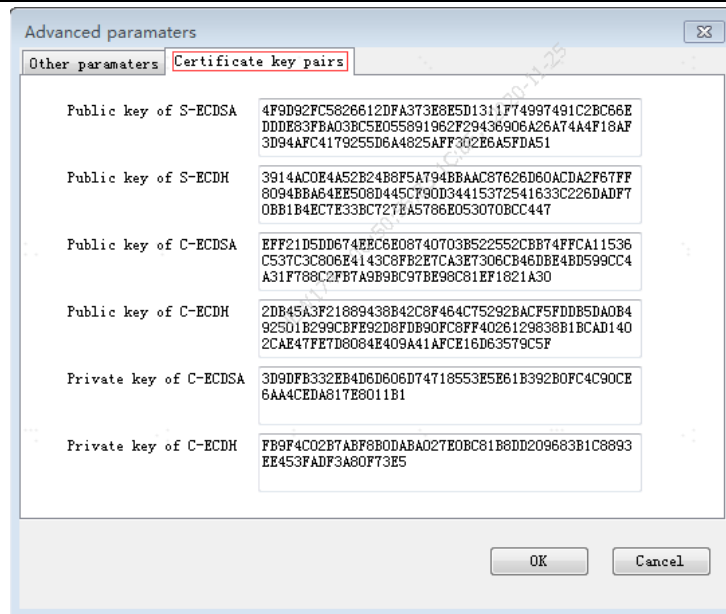 Advanced paramaters
Other paramaters
Certificate key pairs
Public key of S-ECDSA
4F9D92FC5826612DFA373E8E5D1311F74997491C2BC66E
DDDE83FBA03BC5E055891962F29436906A26A74A4F18AF
3D94AFC4179255D6A4825AFF302E6A5FDA51
Public key of S-ECDH
3914AC0E4A52B24B8F5A794BBAAC87626D60ACDA2F67FF
8094BBA64EE508D445CF90D34415372541633C226DADF7
0BB1B4EC7E33BC727EA5786E053070BCC447
Public key of C-ECDSA
EFF21D5DD674EEC6E08740703B522552CBB74FFCA11536
C537C3C806E4143C8FB2E7CA3E7306CB46DBE4BD599CC4
A31F788C2FB7A9B9BC97BE98C81EF1821A30
Public key of C-ECDH
2DB45A3F21889438B42C8F464C75292BACF5FDDB5DA0B4
92501B299CBFE92D8FDB90FC8FF4026129838B1BCAD140
2CAE47FE7D8084E409A41AFCE16D63579C5F
Private key of C-ECDSA
3D9DFB332EB4D6D606D74718553E5E61B392B0FC4C90CE
6AA4CEDA817E8011B1
Private key of C-ECDH
FB9F4C02B7ABF8B0DABA027E0BC81B8DD209683B1C8893
EE453FADF3A80F73E5
OK
Cancel